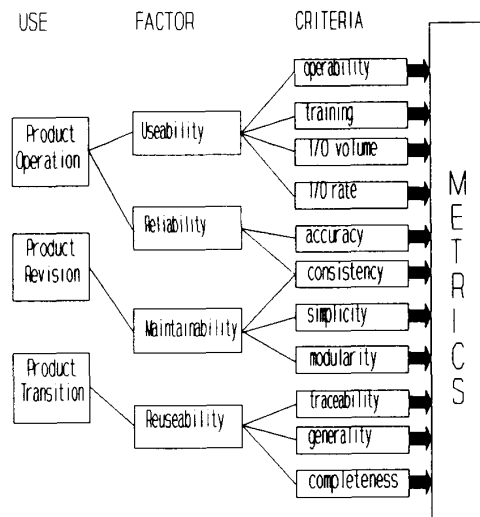 USE FACTOR CRITERIA
Product
Operation
Product
Revision
Product
Transition
Useability
Reliability
Maintainability
Reuseability
operability
training
I/O volume
I/O rate
accuracy
consistency
simplicity
modularity
traceability
generality
completeness
METRICS